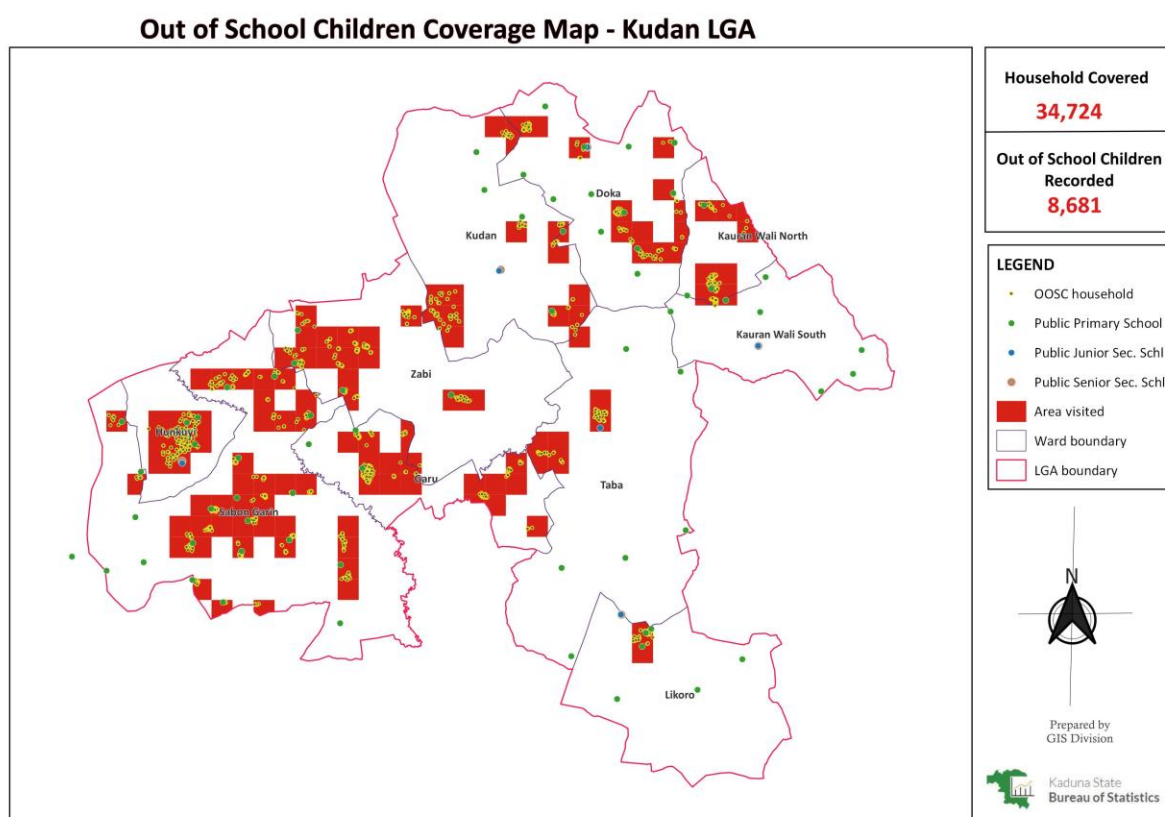 Out of School Children Coverage Map - Kudan LGA
Household Covered
34,724
Out of School Children
Recorded
8,681
LEGEND
OOSC household
Public Primary School
Public Junior Sec. Schl
Public Senior Sec. Schl
Area visited
Ward boundary
LGA boundary
Doka
Kudan
Kauran Wali North
Kauran Wali South
Zabi
Hunkuyi
Garu
Taba
Sabon Garin
Likoro
N
Prepared by
GIS Division
Kaduna State
Bureau of Statistics